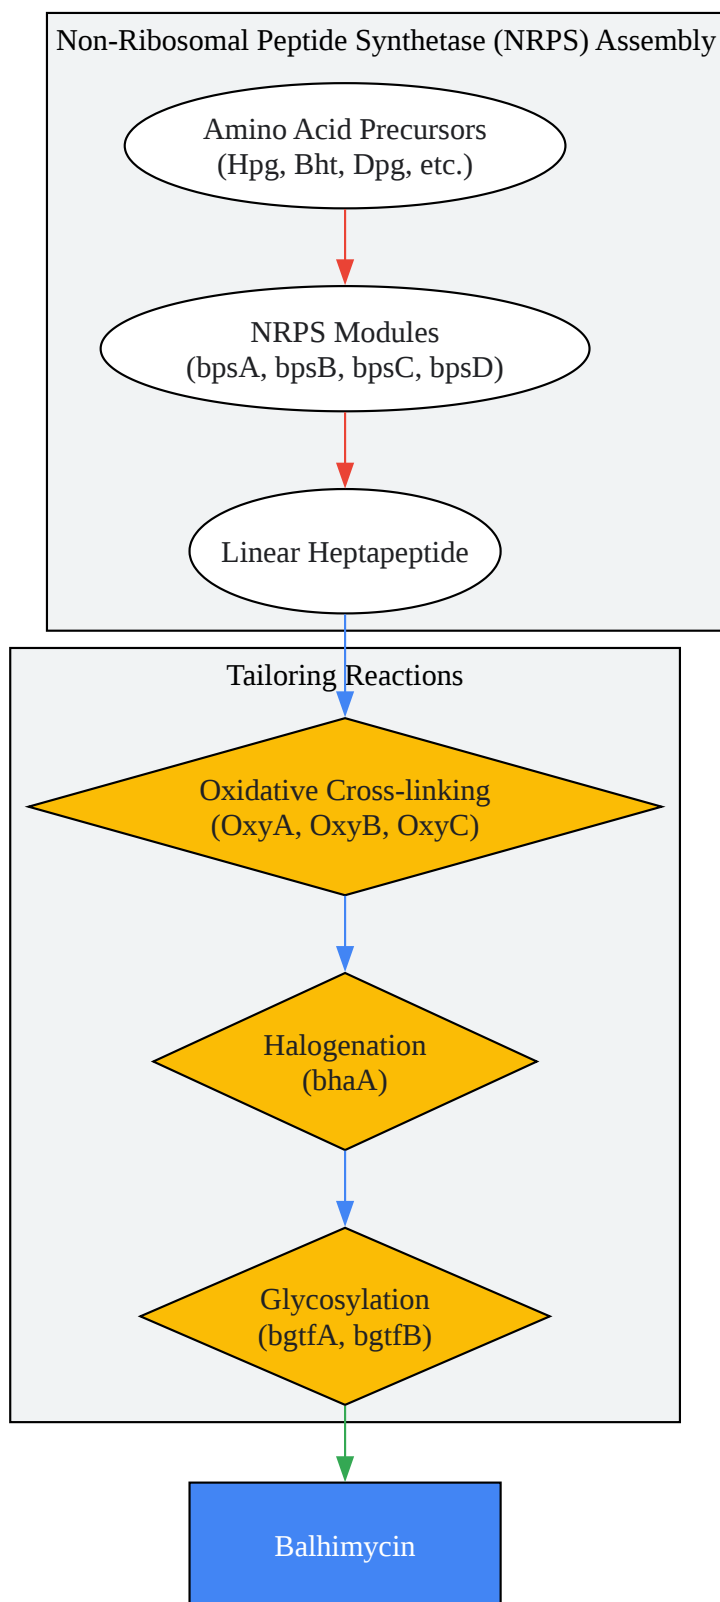 Non-Ribosomal Peptide Synthetase (NRPS) Assembly
Amino Acid Precursors
(Hpg, Bht, Dpg, etc.)
NRPS Modules
(bpsA, bpsB, bpsC, bpsD)
Linear Heptapeptide
Tailoring Reactions
Oxidative Cross-linking
(OxyA, OxyB, OxyC)
Halogenation
(bhaA)
Glycosylation
(bgtfA, bgtfB)
Balhimycin